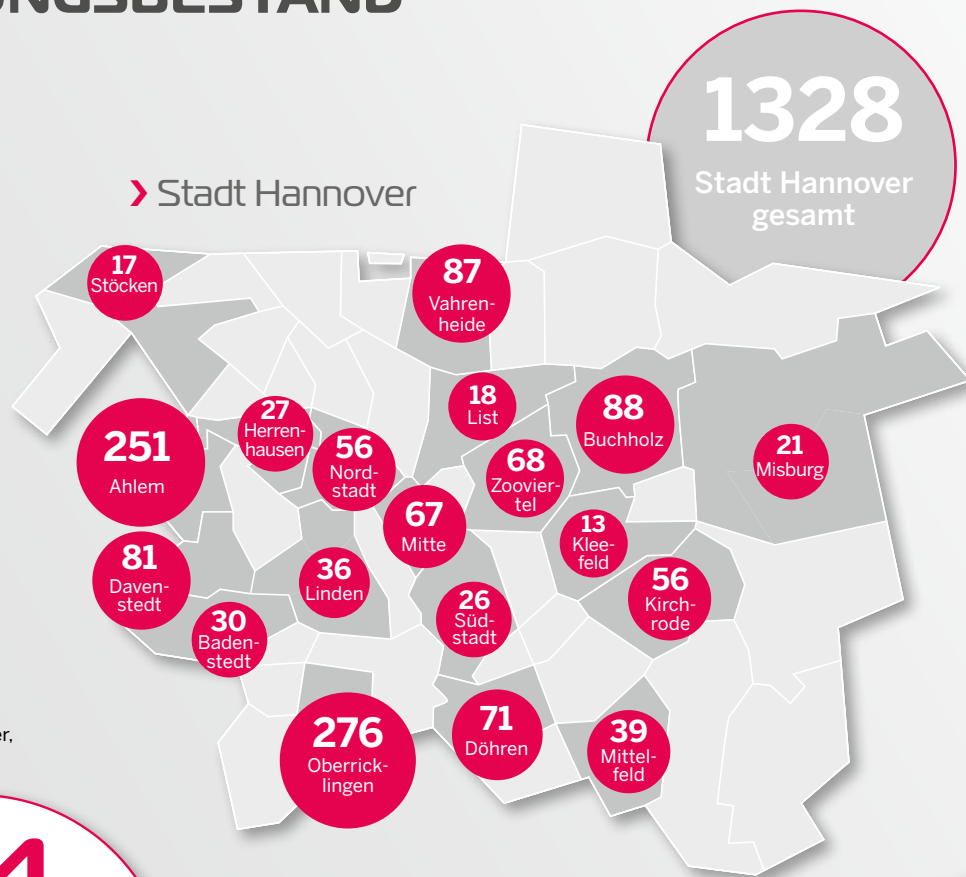 1328
Stadt Hannover
gesamt
› Stadt Hannover
17
Stöcken
87
Vahren-
heide
18
List
88
Buchholz
21
Misburg
27
Herren-
hausen
251
Ahlem
56
Nord-
stadt
68
Zoovier-
tel
67
Mitte
13
Klee-
feld
81
Daven-
stedt
36
Linden
26
Süd-
stadt
56
Kirch-
rode
30
Baden-
stedt
276
Oberrick-
lingen
71
Döhren
39
Mittel-
feld